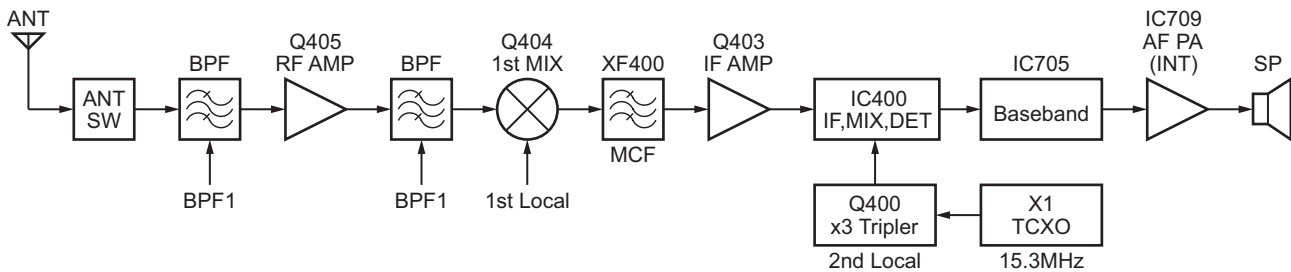 ANT
ANT
SW
BPF
BPF1
Q405
RF AMP
BPF
BPF1
Q404
1st MIX
1st Local
XF400
MCF
Q403
IF AMP
IC400
IF,MIX,DET
Q400
x3 Tripler
2nd Local
X1
TCXO
15.3MHz
IC705
Baseband
IC709
AF PA
(INT)
SP